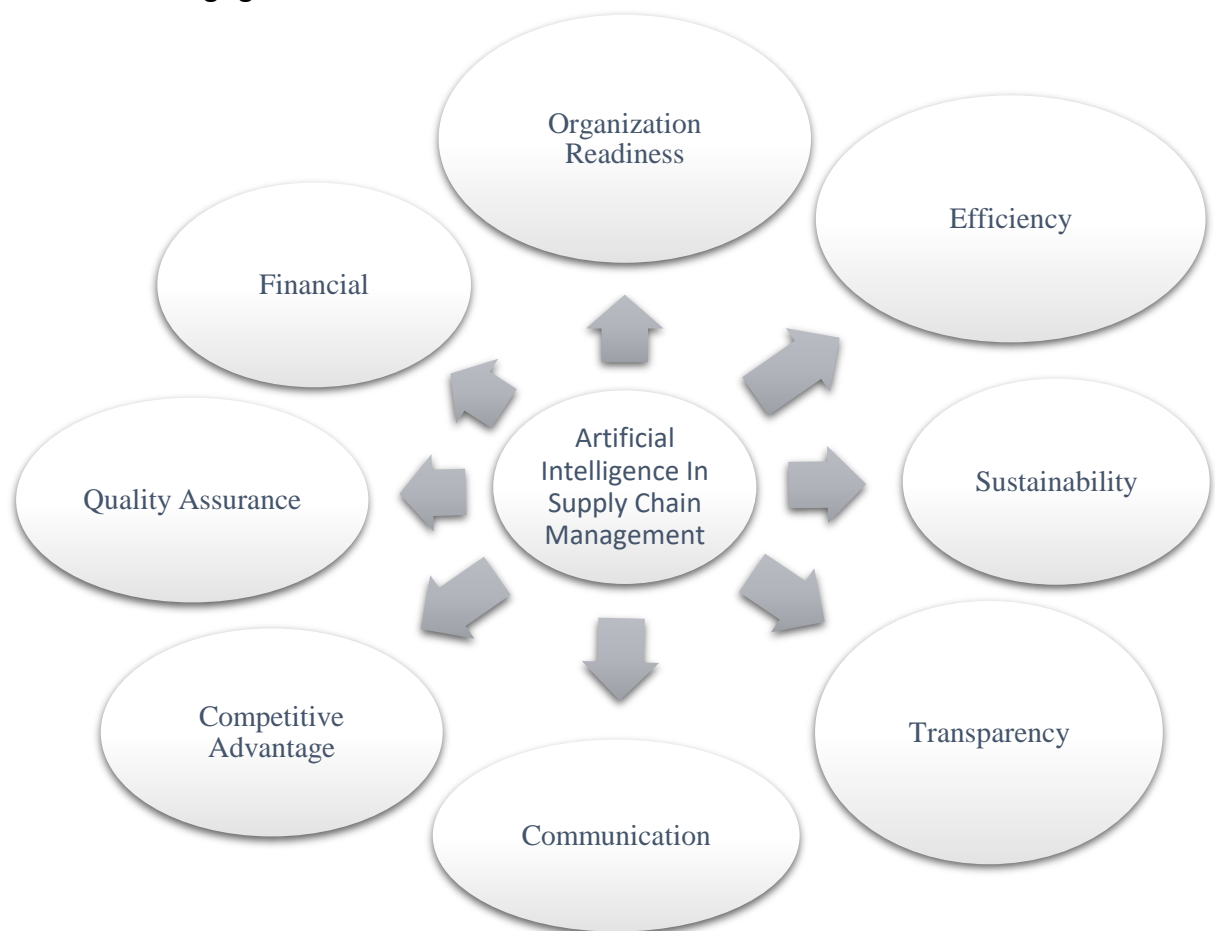 Organization
Readiness
Efficiency
Financial
Artificial
Intelligence In
Supply Chain
Management
Sustainability
Quality Assurance
Competitive
Advantage
Transparency
Communication